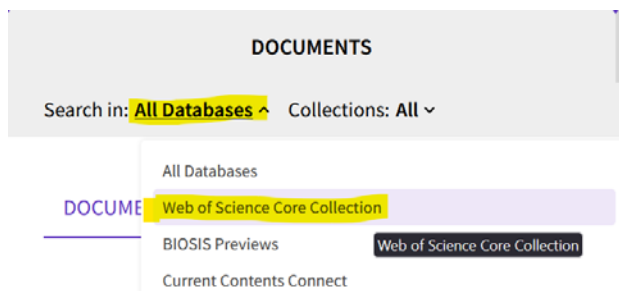 DOCUMENTS
Search in: All Databases Collections: All
All Databases
DOCUME Web of Science Core Collection
BIOSIS Previews Web of Science Core Collection
Current Contents Connect